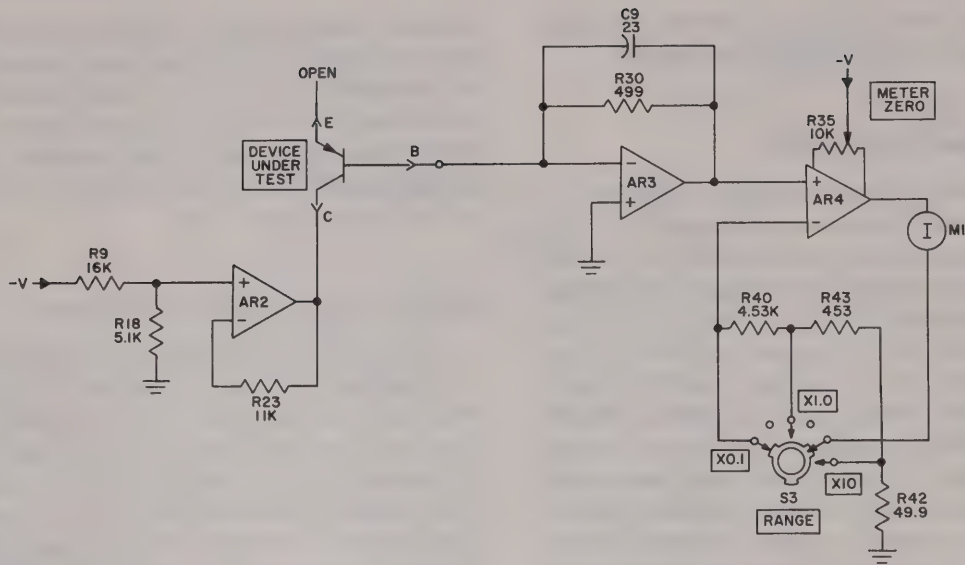 C9
23
OPEN
R30
499
-V
METER
ZERO
R35
10K
E
DEVICE
UNDER
TEST
B
-
AR3
+
+
AR4
-
I
M1
C
-V
R9
16K
+
AR2
-
R18
5.1K
R23
11K
R40
4.53K
R43
453
X1.0
X0.1
X10
S3
RANGE
R42
49.9